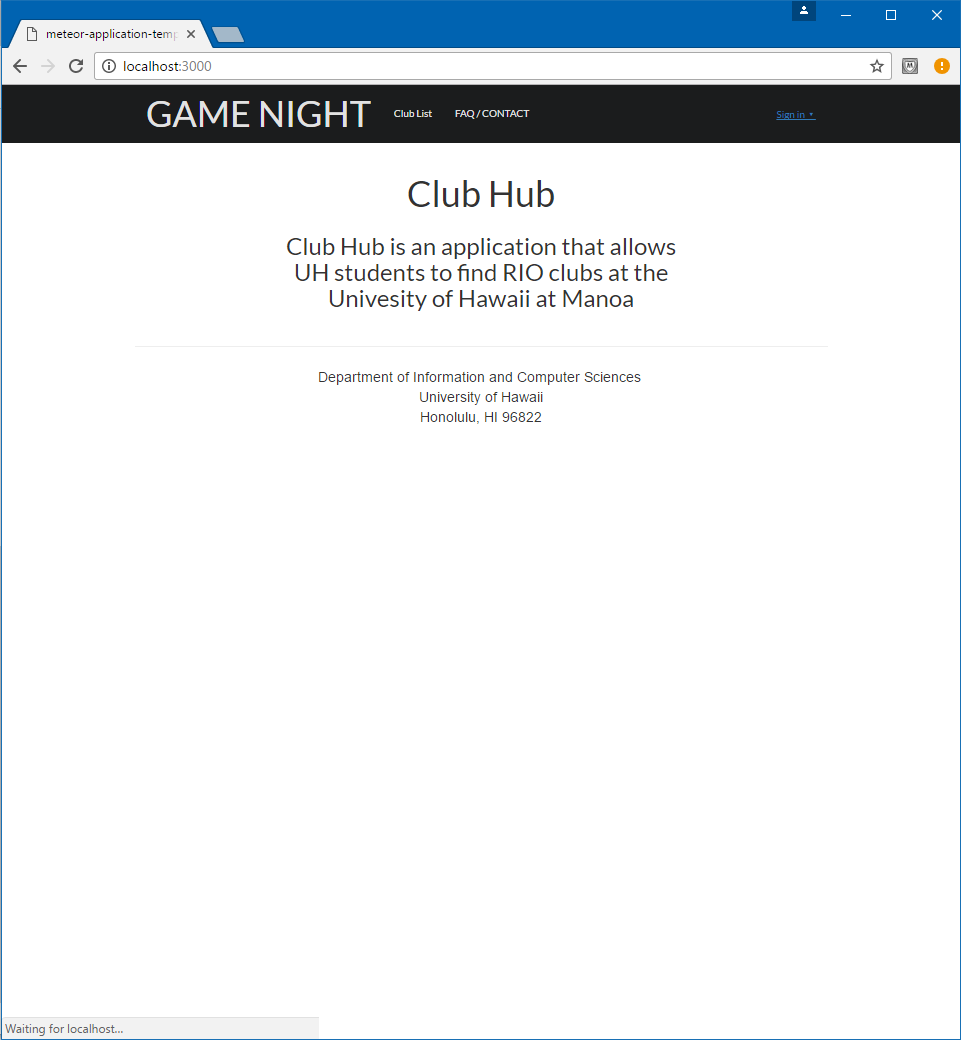 meteor-application-temp
localhost:3000
GAME NIGHT
Club List
FAQ / CONTACT
Sign in
Club Hub
Club Hub is an application that allows
UH students to find RIO clubs at the
Univesity of Hawaii at Manoa
Department of Information and Computer Sciences
University of Hawaii
Honolulu, HI 96822
Waiting for localhost...